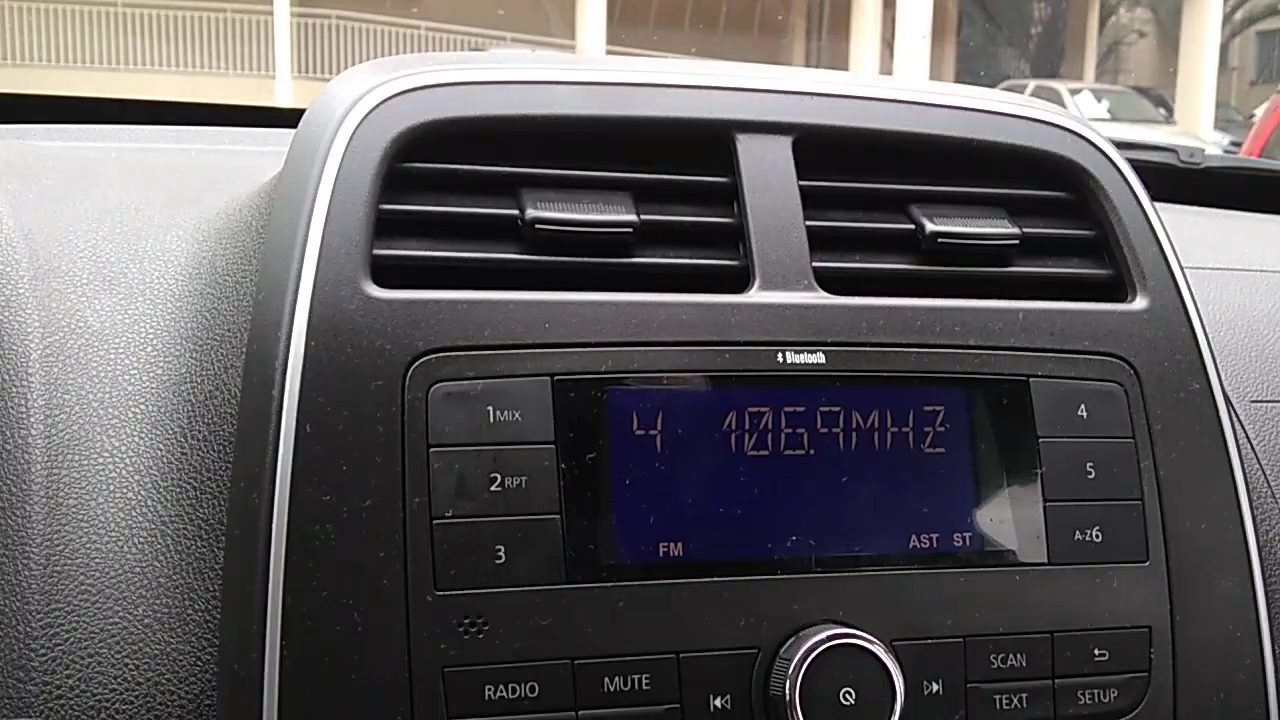 Bluetooth
1MIX
2RPT
3
4 106.9MHZ
FM AST ST
4
5
A-Z6
RADIO
MUTE
SCAN
TEXT
SETUP